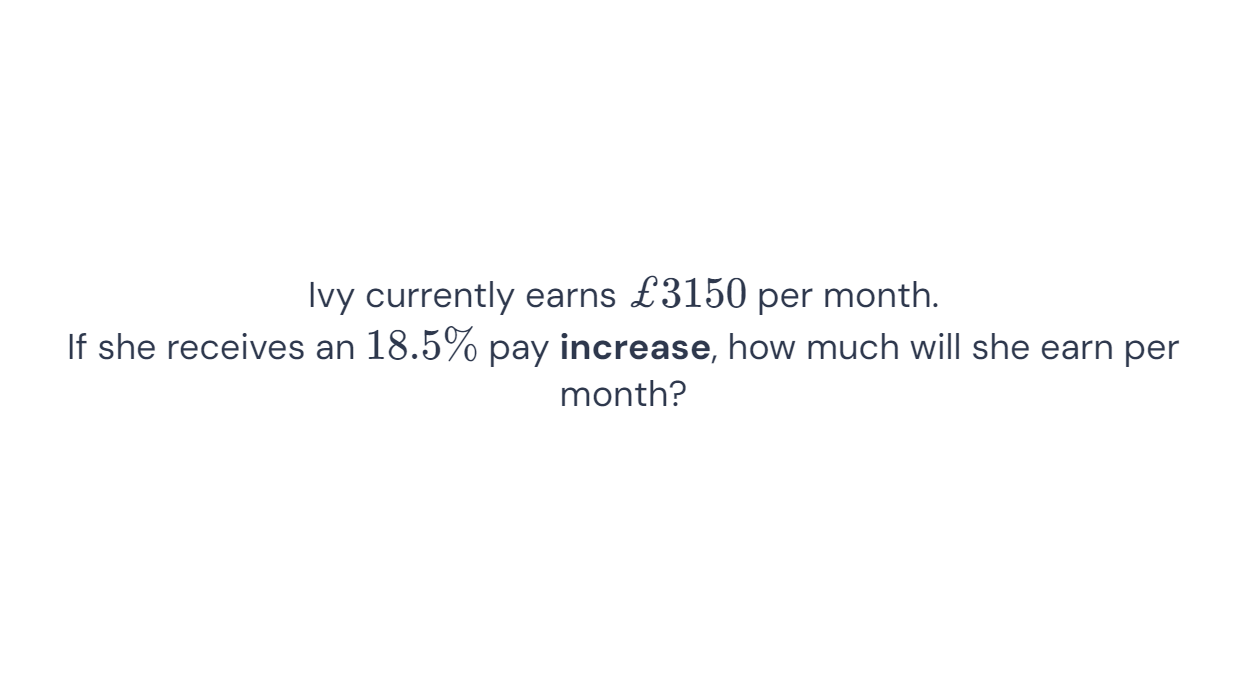 Ivy currently earns £3150 per month.
If she receives an 18.5% pay increase, how much will she earn per
month?